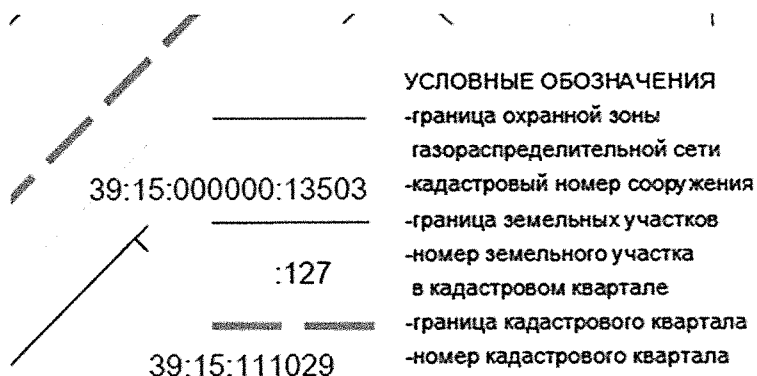 УСЛОВНЫЕ ОБОЗНАЧЕНИЯ
-граница охранной зоны
газораспределительной сети
39:15:000000:13503 -кадастровый номер сооружения
-граница земельных участков
:127 -номер земельного участка
в кадастровом квартале
-граница кадастрового квартала
39:15:111029 -номер кадастрового квартала